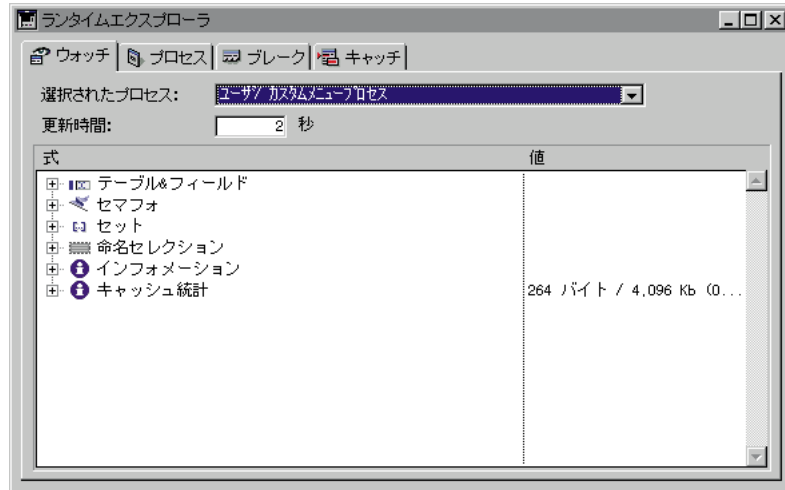 ランタイムエクスプローラ
ウォッチ プロセス ブレーク キャッチ
選択されたプロセス: ユーザ/ カスタムメニュープロセス
更新時間: 2 秒
式 値
テーブル&フィールド
セマフォ
セット
命名セレクション
インフォメーション
キャッシュ統計 264 バイト / 4,096 Kb (0...